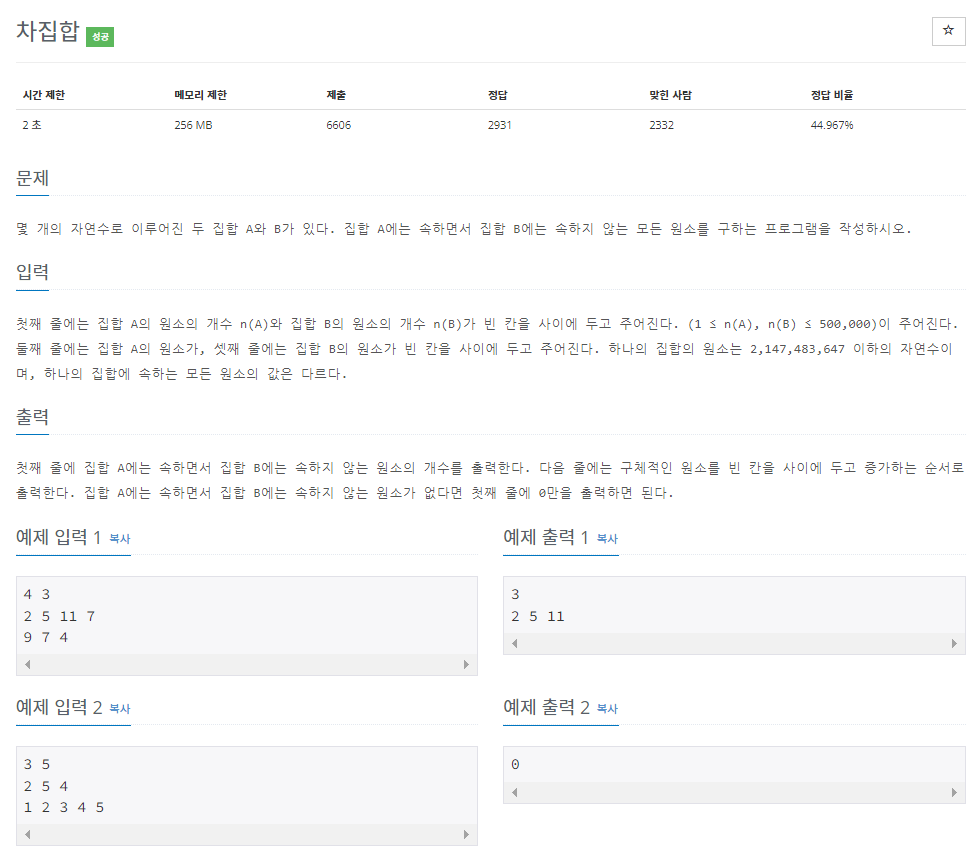 차집합 성공
☆
시간 제한 메모리 제한 제출 정답 맞힌 사람 정답 비율
2 초 256 MB 6606 2931 2332 44.967%
문제
몇 개의 자연수로 이루어진 두 집합 A와 B가 있다. 집합 A에는 속하면서 집합 B에는 속하지 않는 모든 원소를 구하는 프로그램을 작성하시오.
입력
첫째 줄에는 집합 A의 원소의 개수 n(A)와 집합 B의 원소의 개수 n(B)가 빈 칸을 사이에 두고 주어진다. (1 ≤ n(A), n(B) ≤ 500,000)이 주어진다.
둘째 줄에는 집합 A의 원소가, 셋째 줄에는 집합 B의 원소가 빈 칸을 사이에 두고 주어진다. 하나의 집합의 원소는 2,147,483,647 이하의 자연수이
며, 하나의 집합에 속하는 모든 원소의 값은 다르다.
출력
첫째 줄에 집합 A에는 속하면서 집합 B에는 속하지 않는 원소의 개수를 출력한다. 다음 줄에는 구체적인 원소를 빈 칸을 사이에 두고 증가하는 순서로
출력한다. 집합 A에는 속하면서 집합 B에는 속하지 않는 원소가 없다면 첫째 줄에 0만을 출력하면 된다.
예제 입력 1 복사
4 3
2 5 11 7
9 7 4
예제 출력 1 복사
3
2 5 11
예제 입력 2 복사
3 5
2 5 4
1 2 3 4 5
예제 출력 2 복사
0